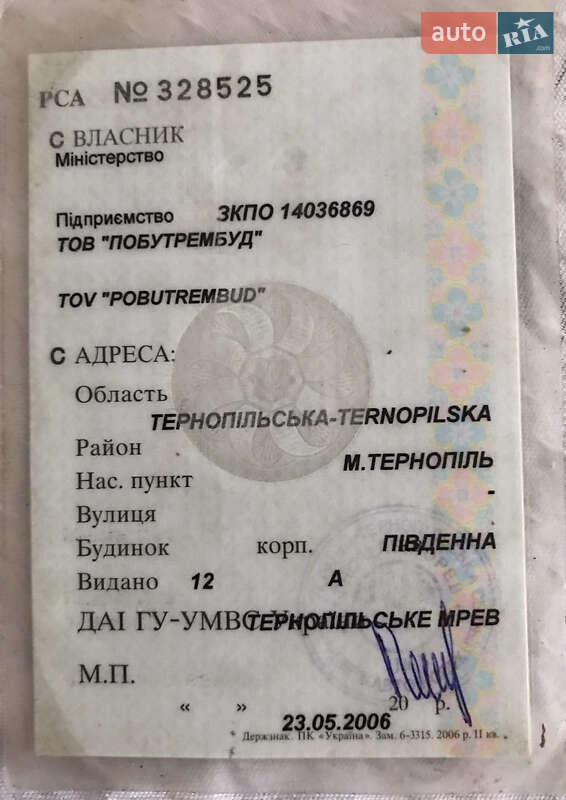 auto RIA .com
РСА № 328525
С ВЛАСНИК
Міністерство
Підприємство ЗКПО 14036869
ТОВ "ПОБУТРЕМБУД"
TOV "POBUTREMBUD"
С АДРЕСА:
Область
ТЕРНОПІЛЬСЬКА-TERNOPILSKA
Район
М.ТЕРНОПІЛЬ
Нас. пункт
-
Вулиця
Будинок корп. ПІВДЕННА
Видано 12 А
ДАІ ГУ-УМВС України ТЕРНОПІЛЬСЬКЕ МРЕВ
М.П.
« » 20 р.
23.05.2006
Держзнак. ПК «Україна». Зам. 6-3315. 2006 р. II кв.